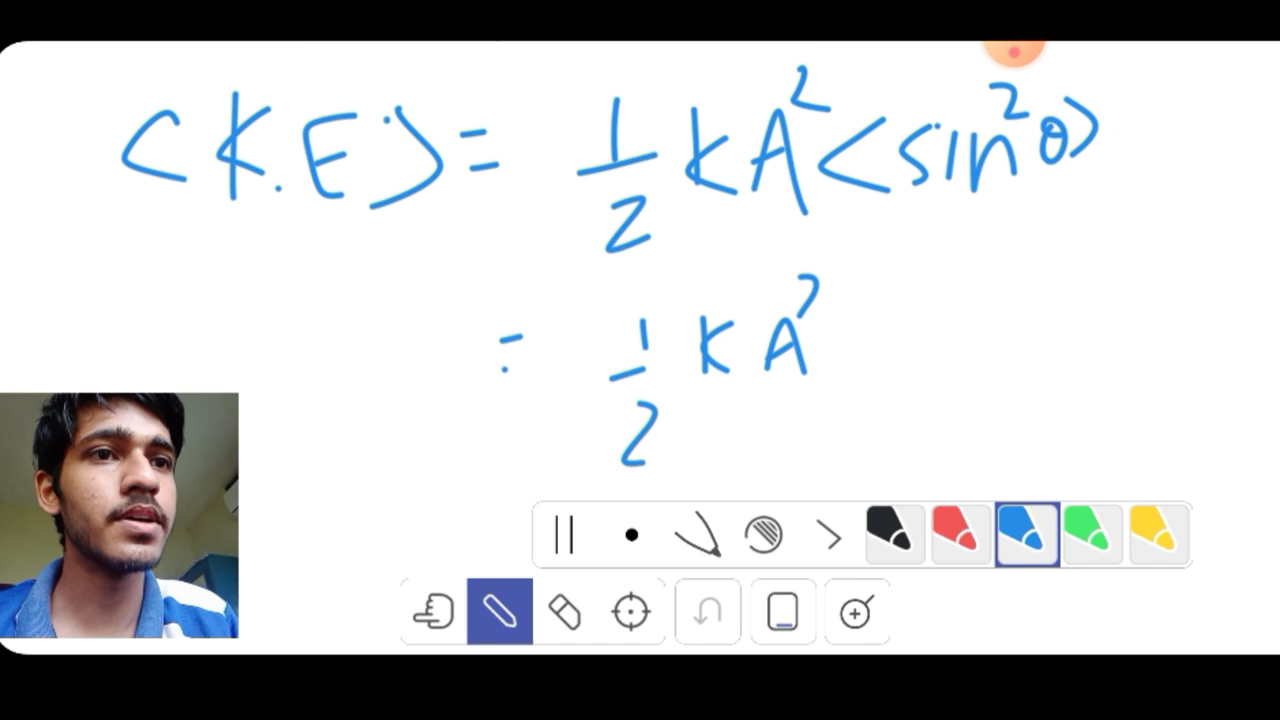 <K.E> = 1/2 KA² <sin²θ>
= 1/2 KA²